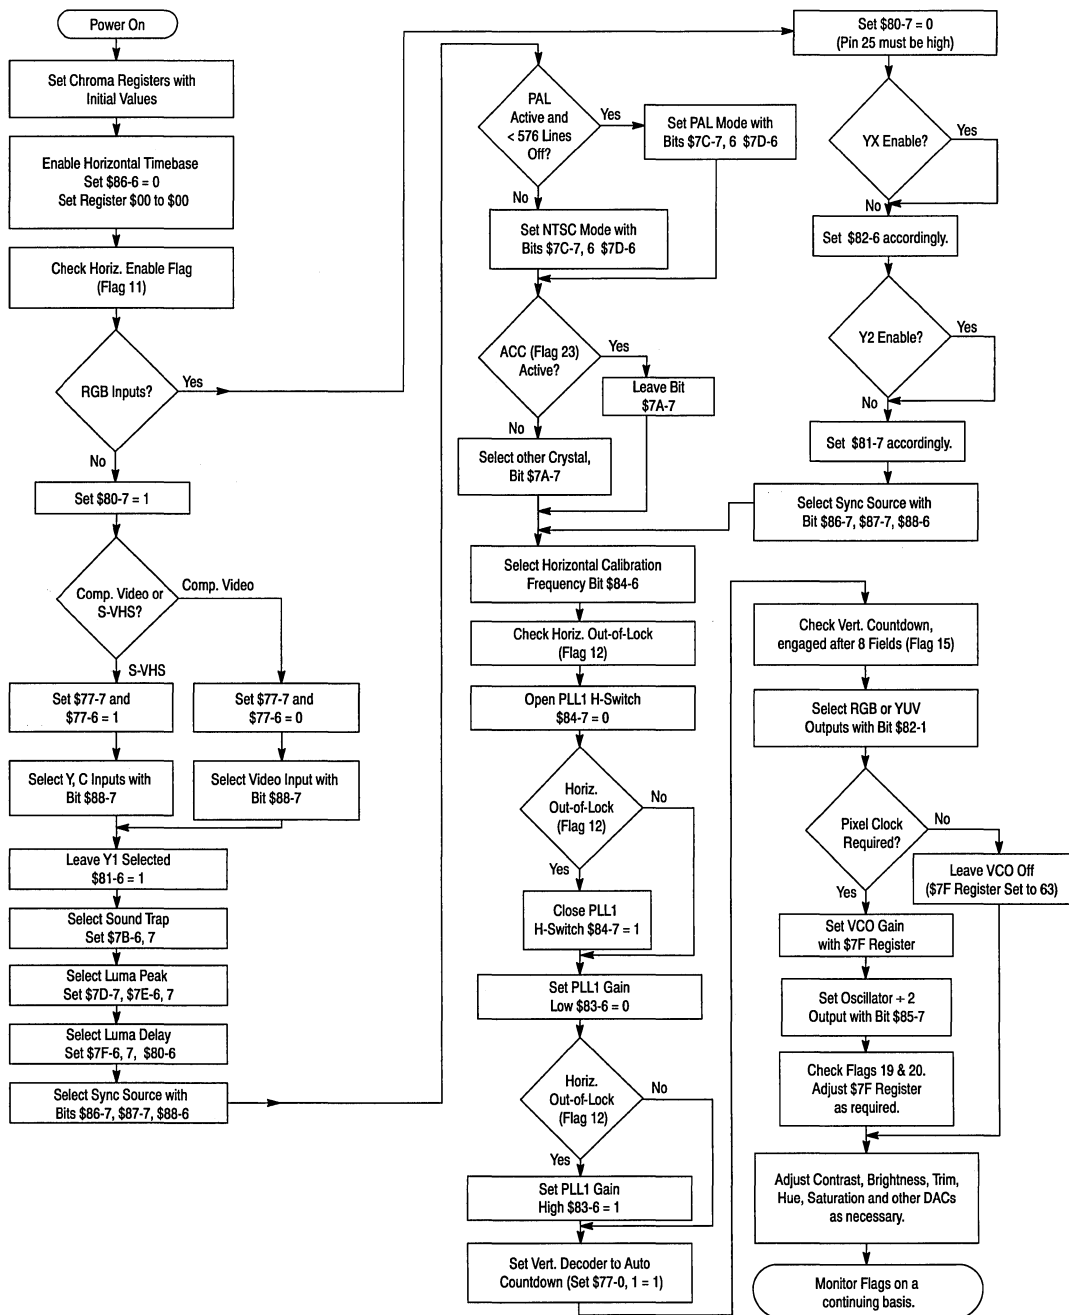 Power On
Set Chroma Registers with
Initial Values
Enable Horizontal Timebase
Set $86-6 = 0
Set Register $00 to $00
Check Horiz. Enable Flag
(Flag 11)
RGB Inputs?
Yes
No
Set $80-7 = 1
Comp. Video or
S-VHS?
Comp. Video
S-VHS
Set $77-7 and
$77-6 = 1
Set $77-7 and
$77-6 = 0
Select Y, C Inputs with
Bit $88-7
Select Video Input with
Bit $88-7
Leave Y1 Selected
$81-6 = 1
Select Sound Trap
Set $7B-6, 7
Select Luma Peak
Set $7D-7, $7E-6, 7
Select Luma Delay
Set $7F-6, 7, $80-6
Select Sync Source with
Bits $86-7, $87-7, $88-6
PAL
Active and
< 576 Lines
Off?
Yes
Set PAL Mode with
Bits $7C-7, 6 $7D-6
No
Set NTSC Mode with
Bits $7C-7, 6 $7D-6
ACC (Flag 23)
Active?
Yes
Leave Bit
$7A-7
No
Select other Crystal,
Bit $7A-7
Select Horizontal Calibration
Frequency Bit $84-6
Check Horiz. Out-of-Lock
(Flag 12)
Open PLL1 H-Switch
$84-7 = 0
Horiz.
Out-of-Lock
(Flag 12)
No
Yes
Close PLL1
H-Switch $84-7 = 1
Set PLL1 Gain
Low $83-6 = 0
Horiz.
Out-of-Lock
(Flag 12)
No
Yes
Set PLL1 Gain
High $83-6 = 1
Set Vert. Decoder to Auto
Countdown (Set $77-0, 1 = 1)
Set $80-7 = 0
(Pin 25 must be high)
YX Enable?
Yes
No
Set $82-6 accordingly.
Y2 Enable?
Yes
No
Set $81-7 accordingly.
Select Sync Source with
Bit $86-7, $87-7, $88-6
Check Vert. Countdown,
engaged after 8 Fields (Flag 15)
Select RGB or YUV
Outputs with Bit $82-1
Pixel Clock
Required?
No
Leave VCO Off
($7F Register Set to 63)
Yes
Set VCO Gain
with $7F Register
Set Oscillator ÷ 2
Output with Bit $85-7
Check Flags 19 & 20.
Adjust $7F Register
as required.
Adjust Contrast, Brightness, Trim,
Hue, Saturation and other DACs
as necessary.
Monitor Flags on a
continuing basis.